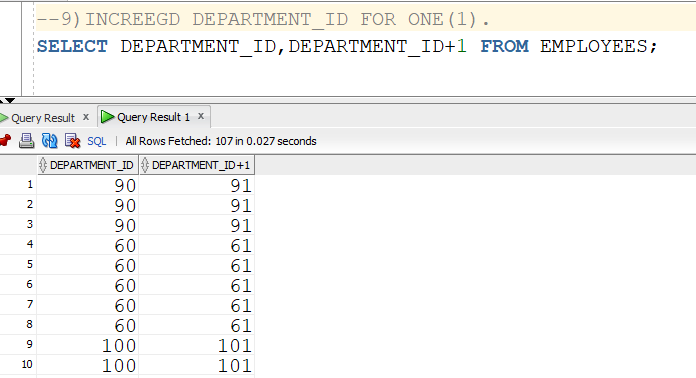 --9)INCREEGD DEPARTMENT_ID FOR ONE(1).
SELECT DEPARTMENT_ID,DEPARTMENT_ID+1 FROM EMPLOYEES;
Query Result x Query Result 1 x
SQL | All Rows Fetched: 107 in 0.027 seconds
DEPARTMENT_ID DEPARTMENT_ID+1
1 90 91
2 90 91
3 90 91
4 60 61
5 60 61
6 60 61
7 60 61
8 60 61
9 100 101
10 100 101